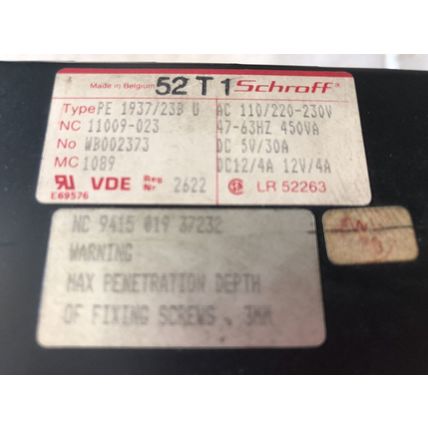 Made in Belgium 52 T 1 Schroff
Type PE 1937/23B U AC 110/220-230V
NC 11009-023 47-63HZ 450VA
No WB002373 DC 5V/30A
MC 1089 DC12/4A 12V/4A
VDE Reg Nr 2622 LR 52263
E69576
NC 9415 019 37232
WARNING
MAX PENETRATION DEPTH
OF FIXING SCREWS . 3MM